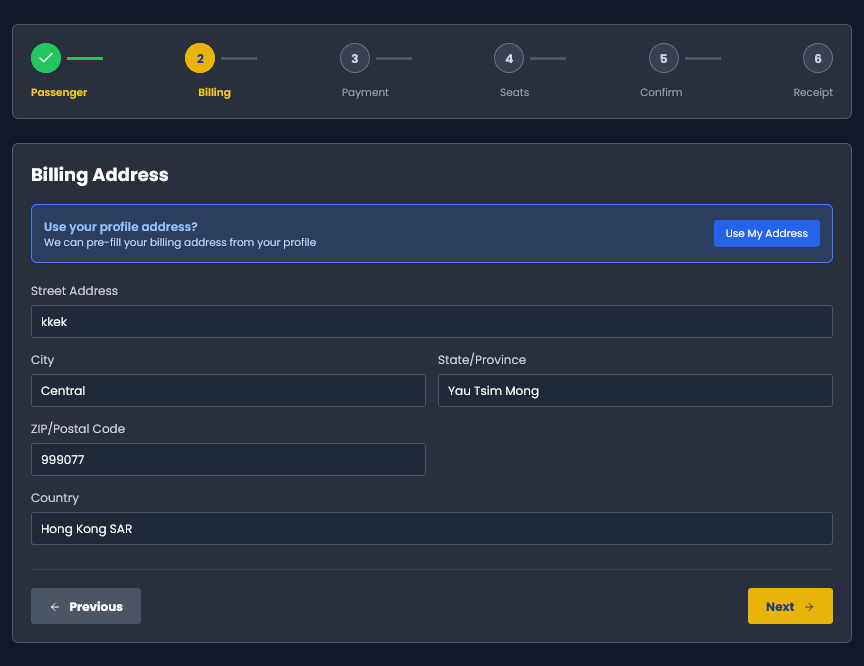 2 3 4 5 6
Passenger Billing Payment Seats Confirm Receipt
Billing Address
Use your profile address?
We can pre-fill your billing address from your profile
Use My Address
Street Address
kkek
City State/Province
Central Yau Tsim Mong
ZIP/Postal Code
999077
Country
Hong Kong SAR
← Previous Next →